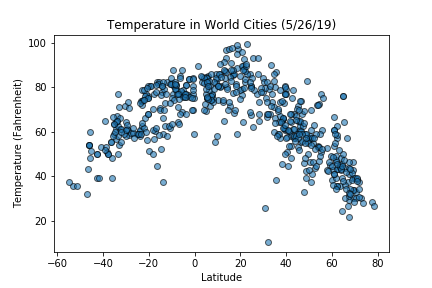 Temperature in World Cities (5/26/19)
100
80
60
40
20
Temperature (Fahrenheit)
−60 −40 −20 0 20 40 60 80
Latitude